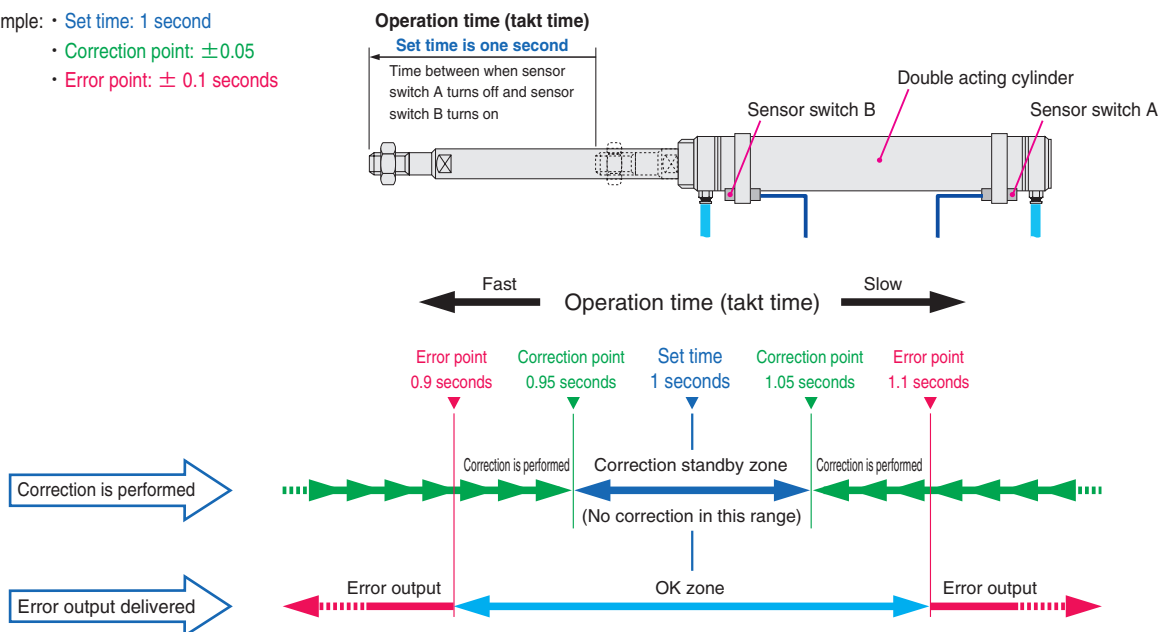 mple: • Set time: 1 second
• Correction point: ±0.05
• Error point: ± 0.1 seconds
Operation time (takt time)
Set time is one second
Time between when sensor
switch A turns off and sensor
switch B turns on
Double acting cylinder
Sensor switch B
Sensor switch A
Fast
Operation time (takt time)
Slow
Error point
0.9 seconds
Correction point
0.95 seconds
Set time
1 seconds
Correction point
1.05 seconds
Error point
1.1 seconds
Correction is performed
Correction is performed
Correction standby zone
Correction is performed
(No correction in this range)
Error output delivered
Error output
OK zone
Error output